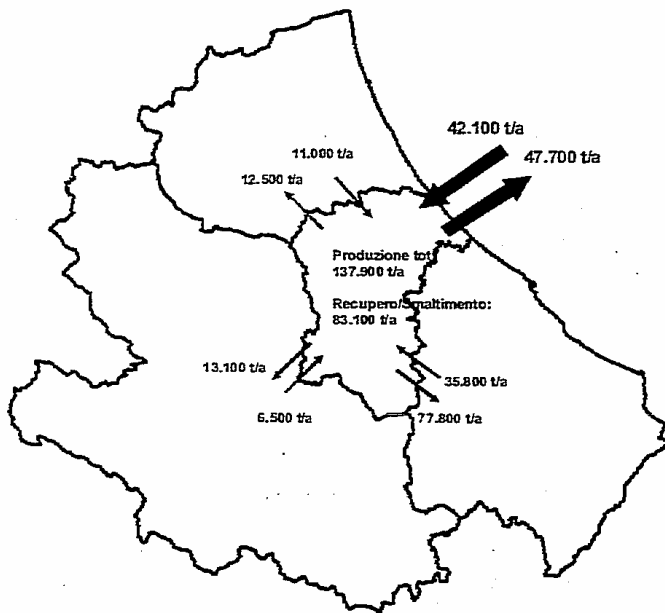 42.100 t/a
47.700 t/a
11.000 t/a
12.500 t/a
Produzione tot:
137.900 t/a
Recupero/Smaltimento:
83.100 t/a
13.100 t/a
35.800 t/a
6.500 t/a
77.800 t/a